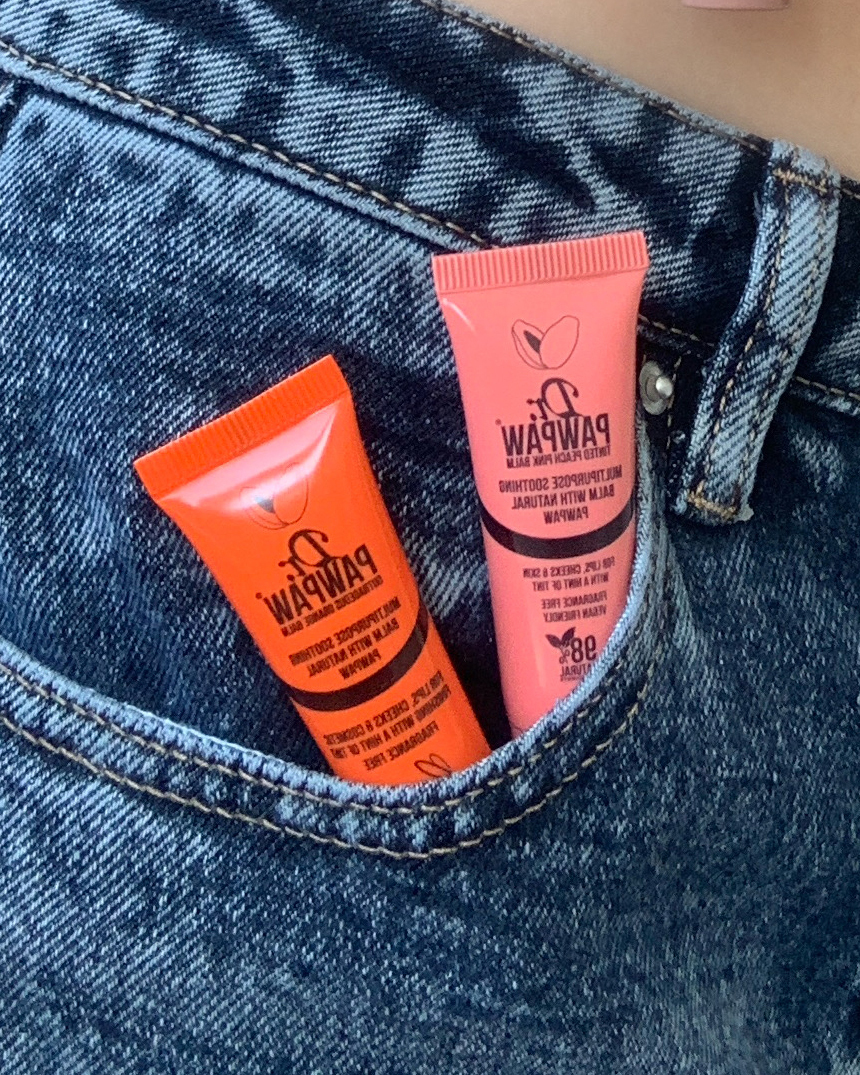 Dr.
PAWPAW®
TINTED PEACH PINK BALM
MULTIPURPOSE SOOTHING
BALM WITH NATURAL
PAWPAW
FOR LIPS, CHEEKS & SKIN
WITH A HINT OF TINT
FRAGRANCE FREE
VEGAN FRIENDLY
98%
NATURAL
Dr.
PAWPAW®
OUTRAGEOUS ORANGE BALM
MULTIPURPOSE SOOTHING
BALM WITH NATURAL
PAWPAW
FOR LIPS, CHEEKS & COSMETIC
FINISHING WITH A HINT OF TINT
FRAGRANCE FREE